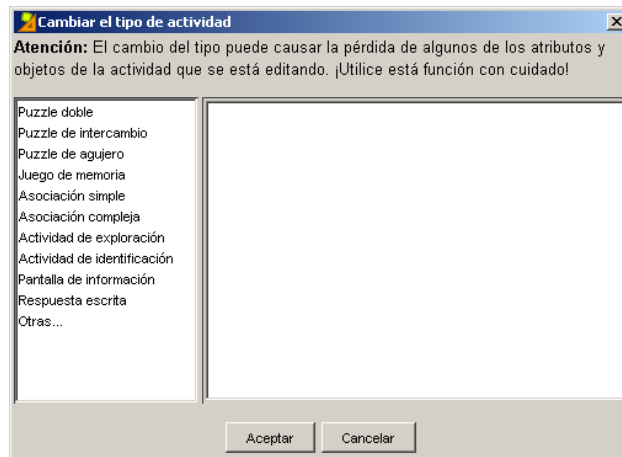 Cambiar el tipo de actividad
Atención: El cambio del tipo puede causar la pérdida de algunos de los atributos y
objetos de la actividad que se está editando. ¡Utilice está función con cuidado!
Puzzle doble
Puzzle de intercambio
Puzzle de agujero
Juego de memoria
Asociación simple
Asociación compleja
Actividad de exploración
Actividad de identificación
Pantalla de información
Respuesta escrita
Otras...
Aceptar Cancelar